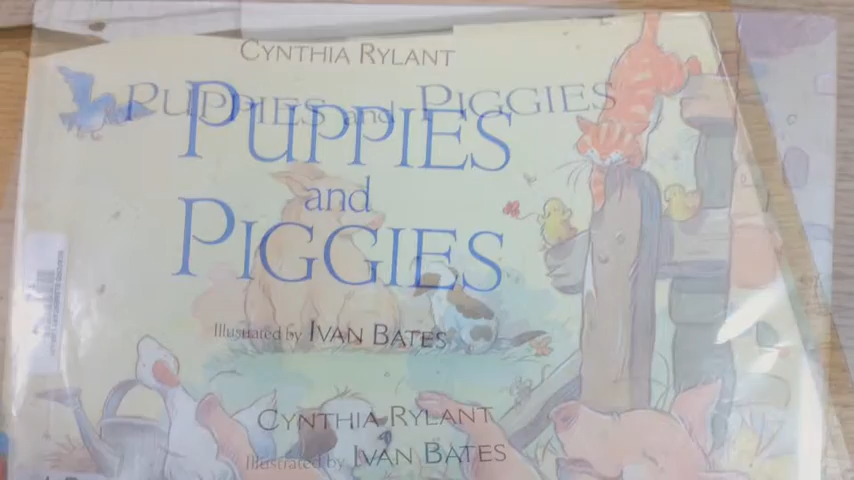 CYNTHIA RYLANT
PUPPIES and PIGGIES
PUPPIES
and
PIGGIES
Illustrated by IVAN BATES
CYNTHIA RYLANT
Illustrated by IVAN BATES